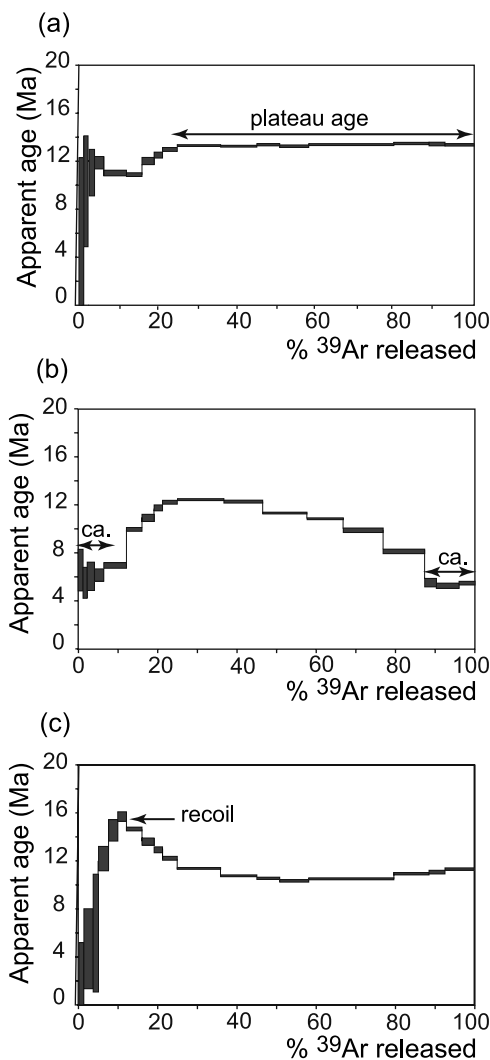 (a)
20
16
12
8
4
0
Apparent age (Ma)
plateau age
0 20 40 60 80 100
% ³⁹Ar released
(b)
20
16
12
8
4
0
Apparent age (Ma)
ca.
ca.
0 20 40 60 80 100
% ³⁹Ar released
(c)
20
16
12
8
4
0
Apparent age (Ma)
recoil
0 20 40 60 80 100
% ³⁹Ar released